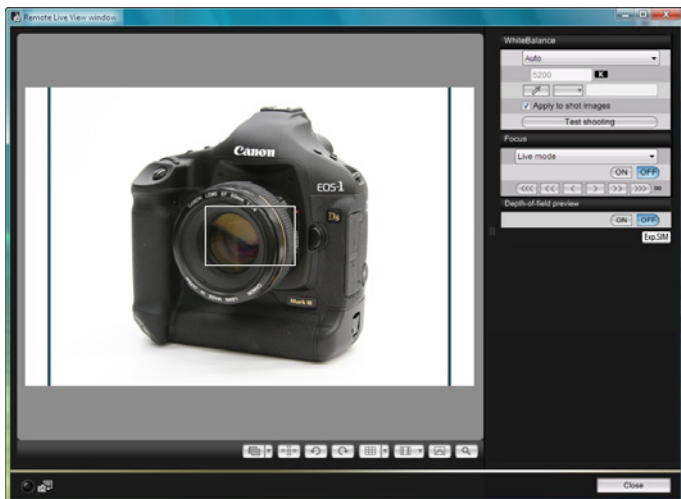 Remote Live View window
WhiteBalance
Auto
5200 K
Apply to shot images
Test shooting
Focus
Live mode
ON OFF
<<< << < > >> >>> ∞
Depth-of-field preview
ON OFF
Exp.SIM
Canon
EOS-1
Ds
Mark III
Close